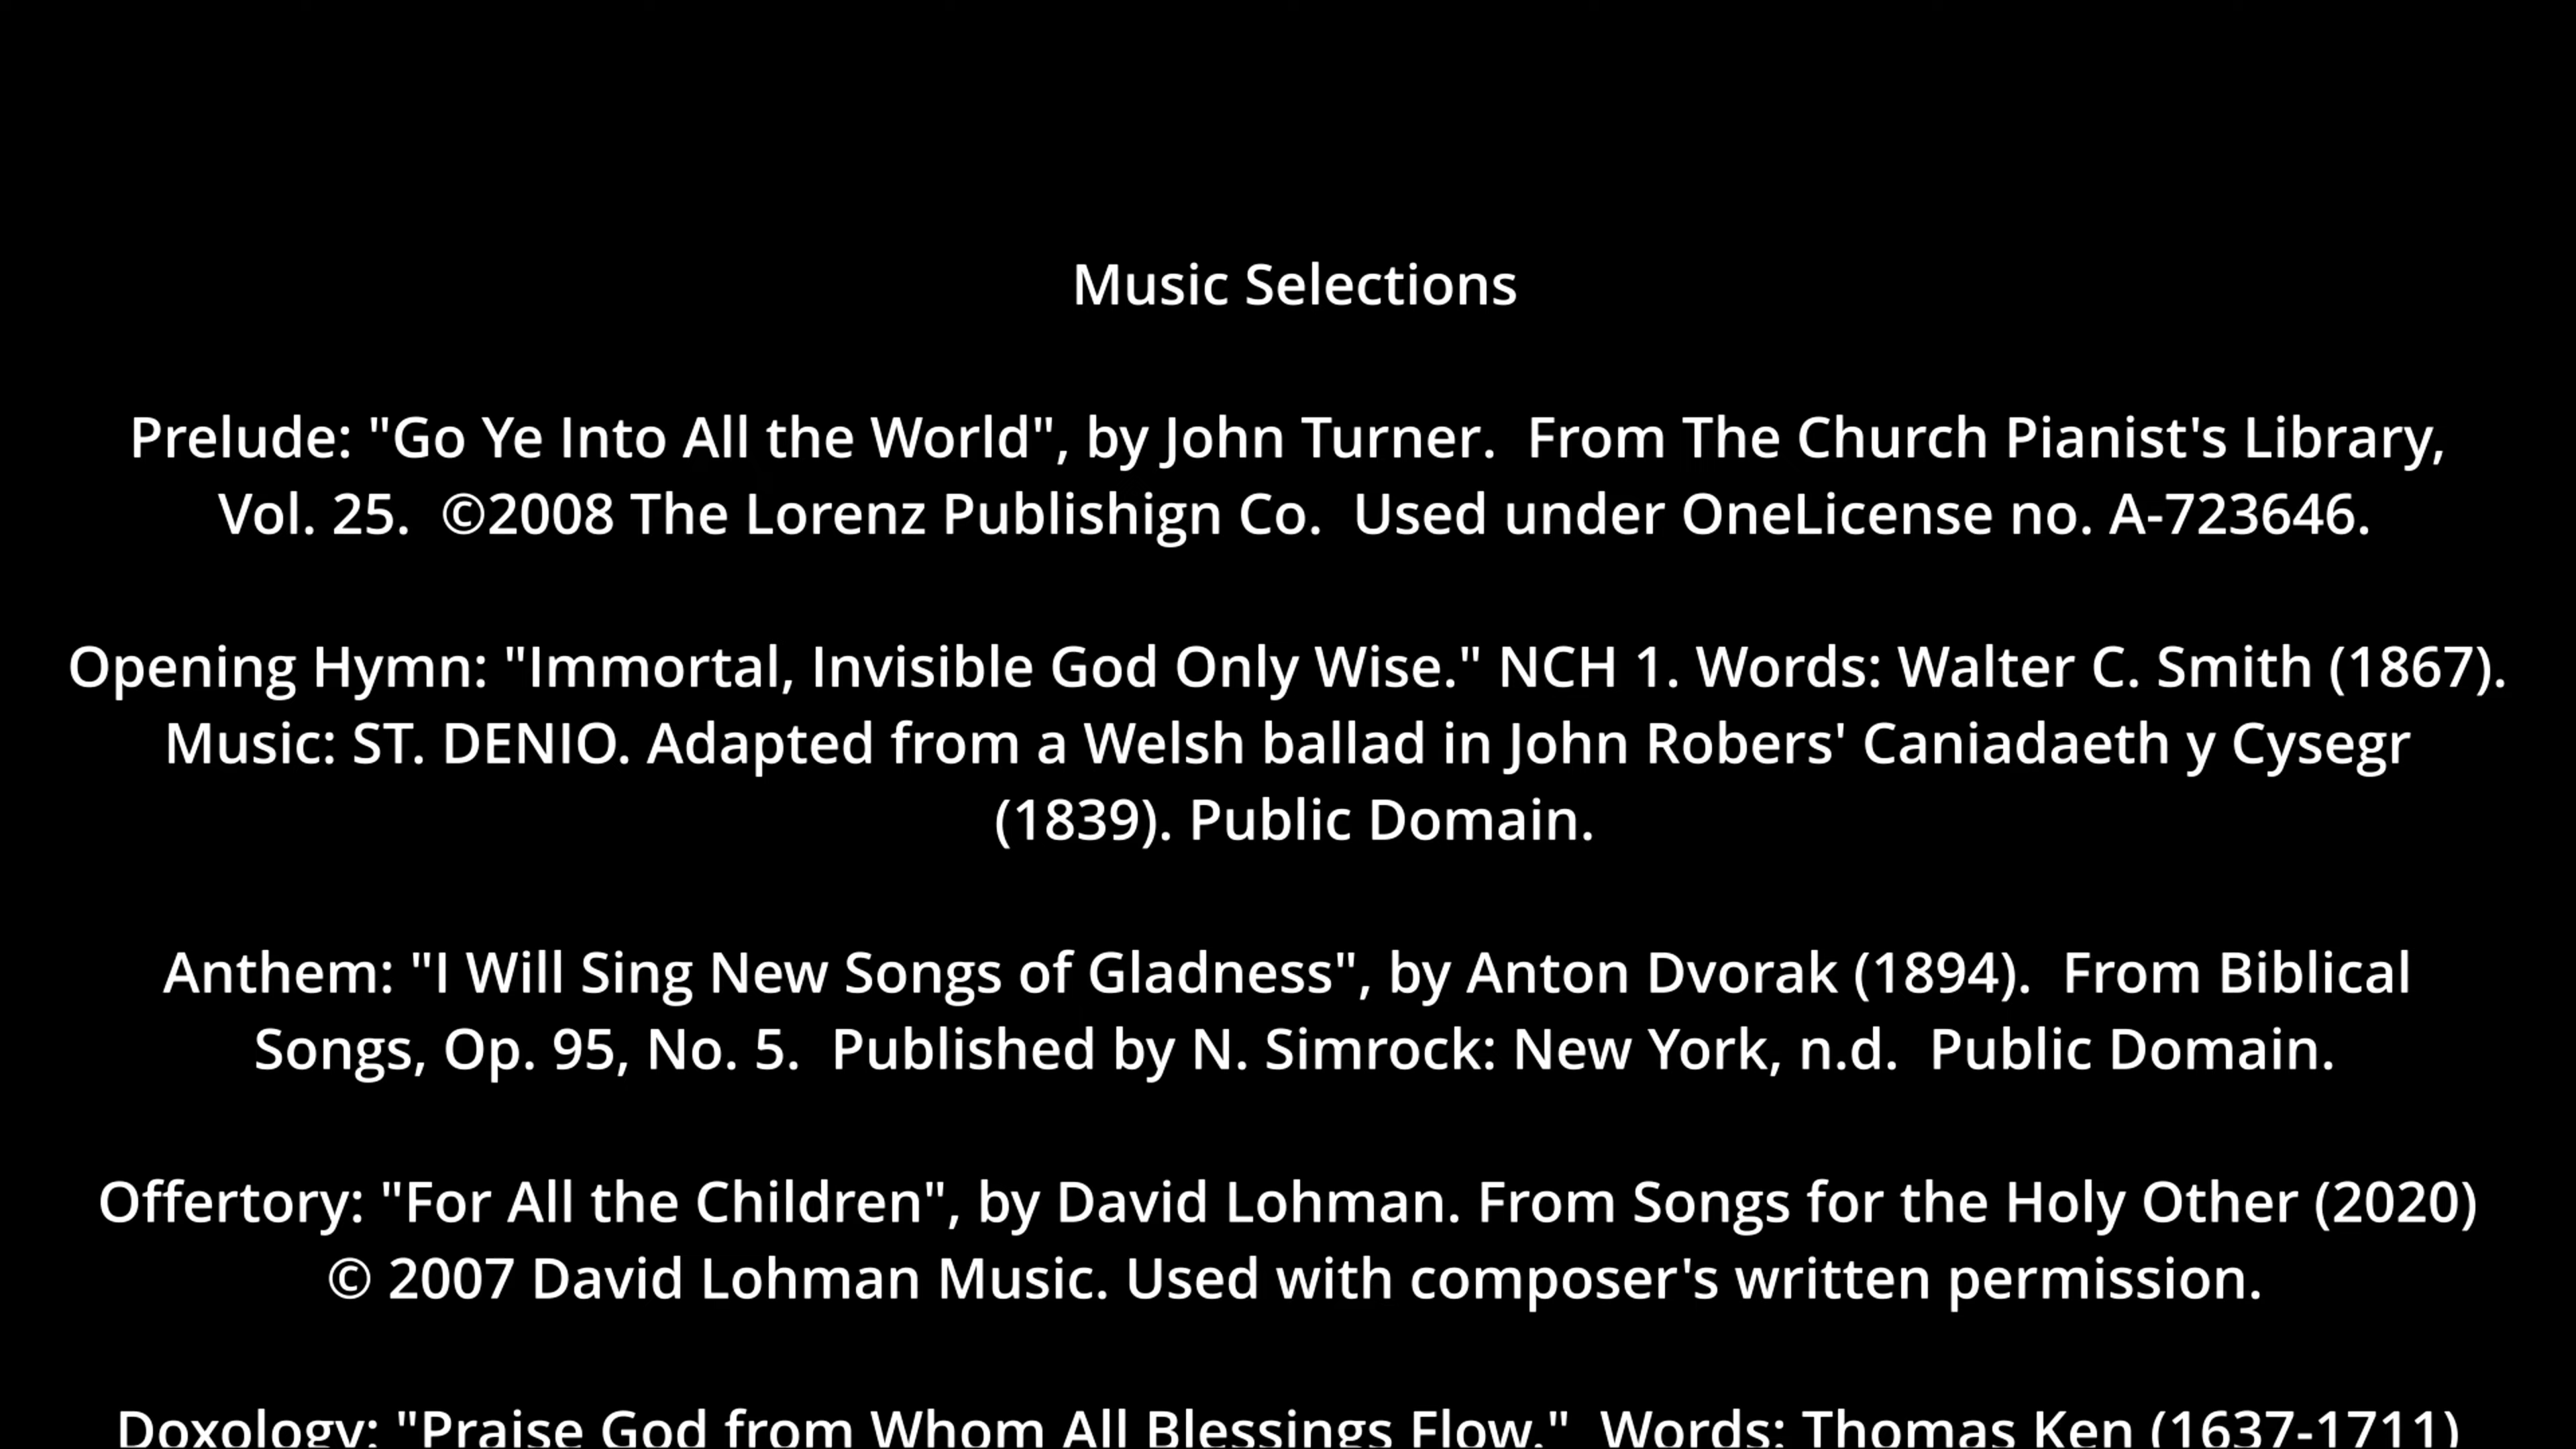 Music Selections
Prelude: "Go Ye Into All the World", by John Turner.  From The Church Pianist's Library,
Vol. 25.  ©2008 The Lorenz Publishign Co.  Used under OneLicense no. A-723646.
Opening Hymn: "Immortal, Invisible God Only Wise." NCH 1. Words: Walter C. Smith (1867).
Music: ST. DENIO. Adapted from a Welsh ballad in John Robers' Caniadaeth y Cysegr
(1839). Public Domain.
Anthem: "I Will Sing New Songs of Gladness", by Anton Dvorak (1894).  From Biblical
Songs, Op. 95, No. 5.  Published by N. Simrock: New York, n.d.  Public Domain.
Offertory: "For All the Children", by David Lohman. From Songs for the Holy Other (2020)
© 2007 David Lohman Music. Used with composer's written permission.
Doxology: "Praise God from Whom All Blessings Flow."  Words: Thomas Ken (1637-1711)